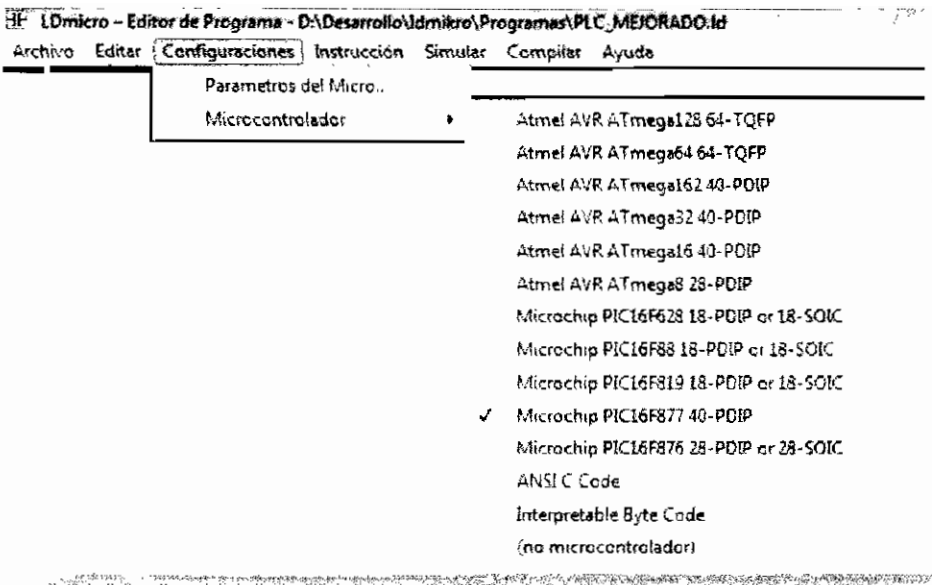 LDmicro – Editor de Programa - D:\Desarrollo\ldmikro\Programas\PLC_MEJORADO.ld
Archivo Editar Configuraciones Instrucción Simular Compilar Ayuda
Parametros del Micro..
Microcontrolador
Atmel AVR ATmega128 64-TQFP
Atmel AVR ATmega64 64-TQFP
Atmel AVR ATmega162 40-PDIP
Atmel AVR ATmega32 40-PDIP
Atmel AVR ATmega16 40-PDIP
Atmel AVR ATmega8 28-PDIP
Microchip PIC16F628 18-PDIP or 18-SOIC
Microchip PIC16F88 18-PDIP or 18-SOIC
Microchip PIC16F819 18-PDIP or 18-SOIC
✓ Microchip PIC16F877 40-PDIP
Microchip PIC16F876 28-PDIP or 28-SOIC
ANSI C Code
Interpretable Byte Code
(no microcontrolador)